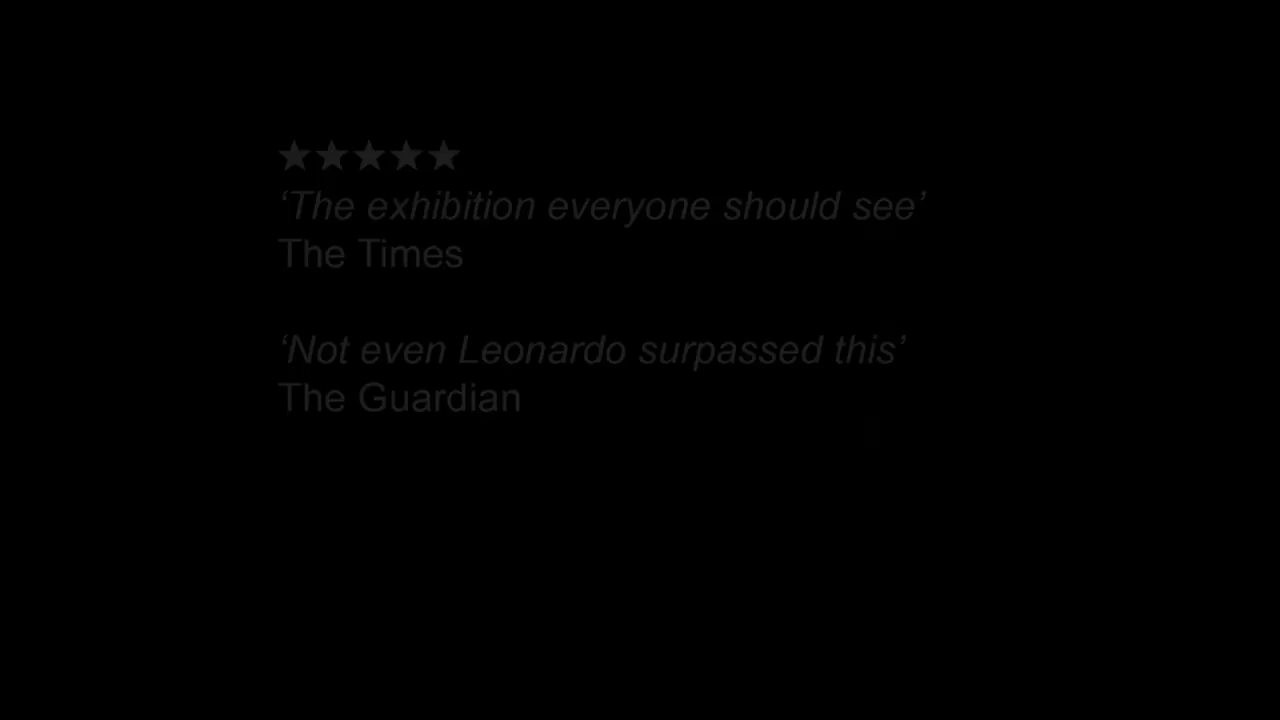 ★★★★★
‘The exhibition everyone should see’
The Times
‘Not even Leonardo surpassed this’
The Guardian